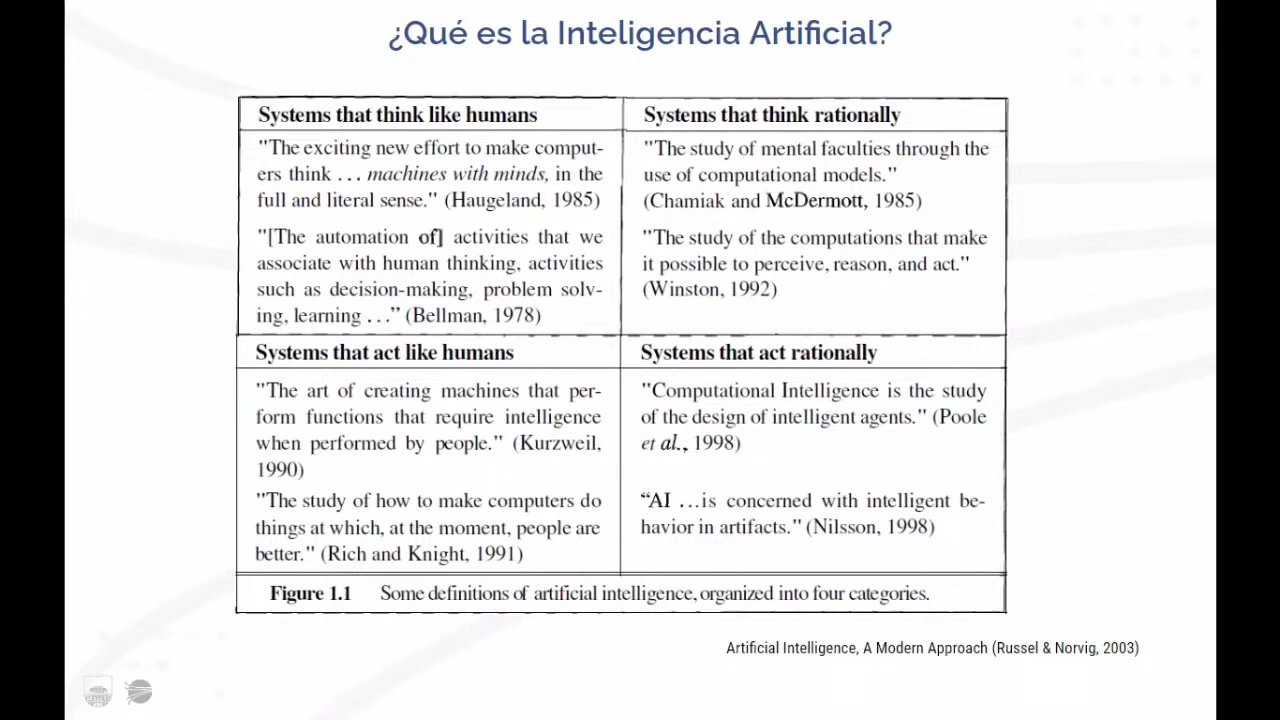 ¿Qué es la Inteligencia Artificial?
Systems that think like humans
"The exciting new effort to make comput-
ers think . . . machines with minds, in the
full and literal sense." (Haugeland, 1985)
"[The automation of] activities that we
associate with human thinking, activities
such as decision-making, problem solv-
ing, learning . . ." (Bellman, 1978)
Systems that think rationally
"The study of mental faculties through the
use of computational models."
(Chamiak and McDermott, 1985)
"The study of the computations that make
it possible to perceive, reason, and act."
(Winston, 1992)
Systems that act like humans
"The art of creating machines that per-
form functions that require intelligence
when performed by people." (Kurzweil,
1990)
"The study of how to make computers do
things at which, at the moment, people are
better." (Rich and Knight, 1991)
Systems that act rationally
"Computational Intelligence is the study
of the design of intelligent agents." (Poole
et al., 1998)
"AI . . . is concerned with intelligent be-
havior in artifacts." (Nilsson, 1998)
Figure 1.1 Some definitions of artificial intelligence, organized into four categories.
Artificial Intelligence, A Modern Approach (Russel & Norvig, 2003)